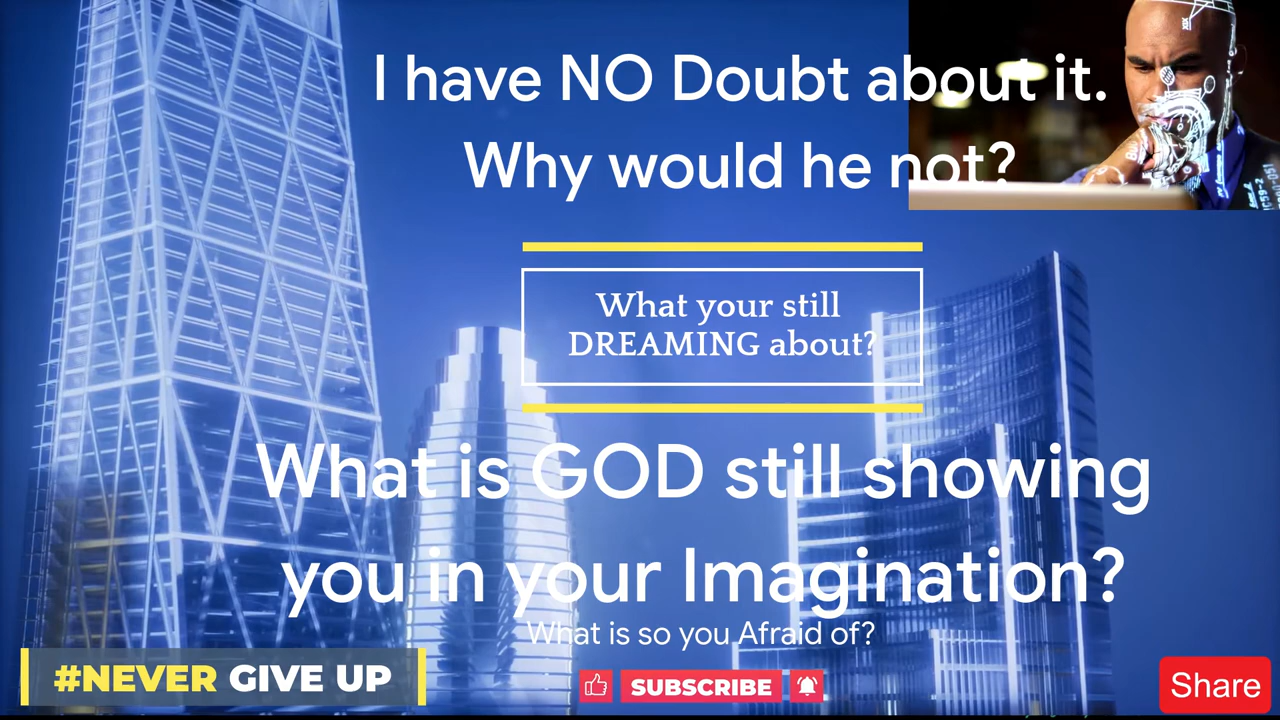 I have NO Doubt about it.
Why would he not?
What your still
DREAMING about?
What is GOD still showing
you in your Imagination?
What is so you Afraid of?
#NEVER GIVE UP
SUBSCRIBE
Share